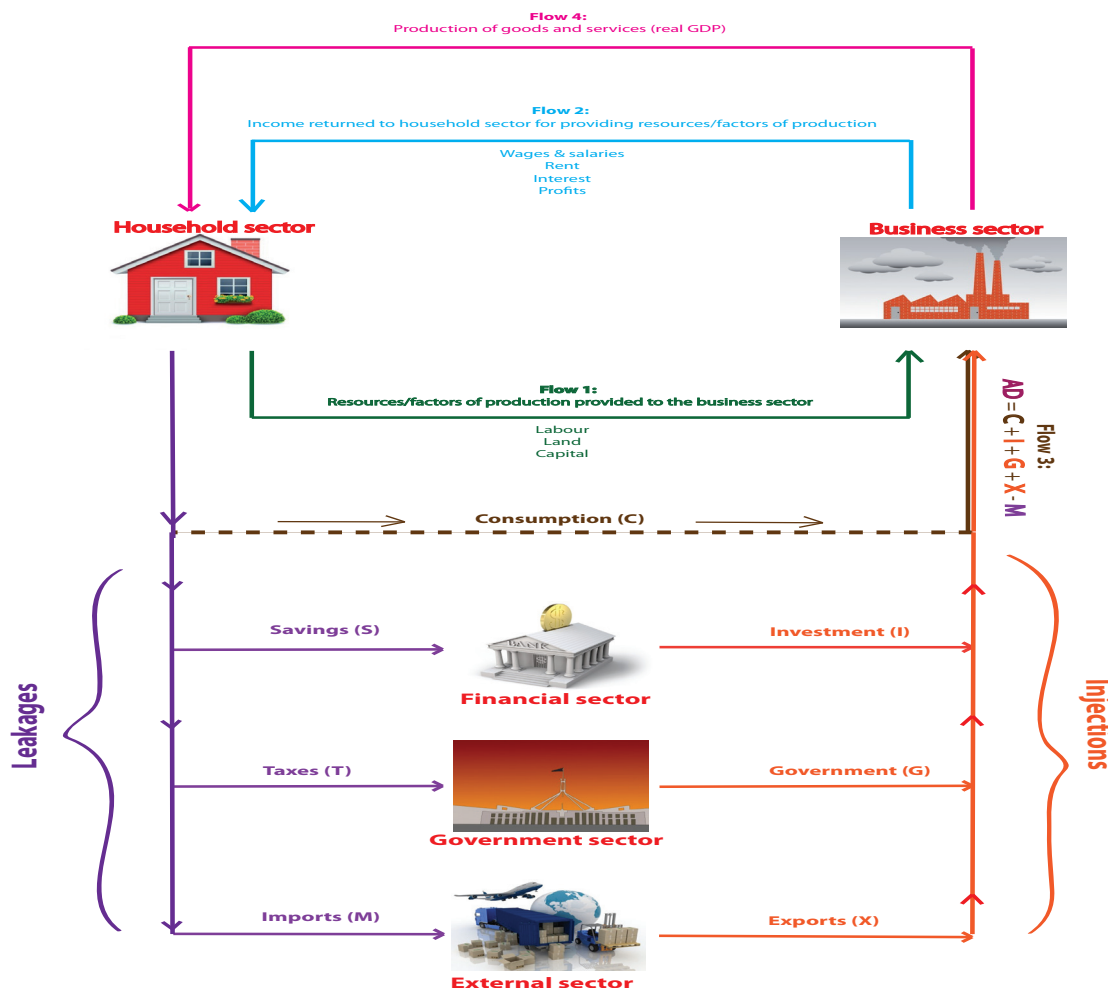 Flow 4:
Production of goods and services (real GDP)
Flow 2:
Income returned to household sector for providing resources/factors of production
Wages & salaries
Rent
Interest
Profits
Household sector
Business sector
Flow 1:
Resources/factors of production provided to the business sector
Labour
Land
Capital
Flow 3:
AD = C + I + G + X - M
Consumption (C)
Savings (S)
Investment (I)
BANK
Financial sector
Leakages
Injections
Taxes (T)
Government (G)
Government sector
Imports (M)
Exports (X)
External sector